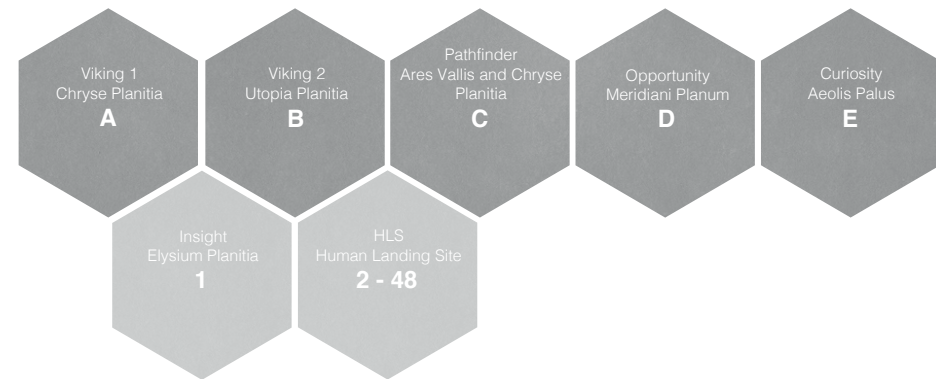 Viking 1
Chryse Planitia
A
Viking 2
Utopia Planitia
B
Pathfinder
Ares Vallis and Chryse
Planitia
C
Opportunity
Meridiani Planum
D
Curiosity
Aeolis Palus
E
Insight
Elysium Planitia
1
HLS
Human Landing Site
2 - 48